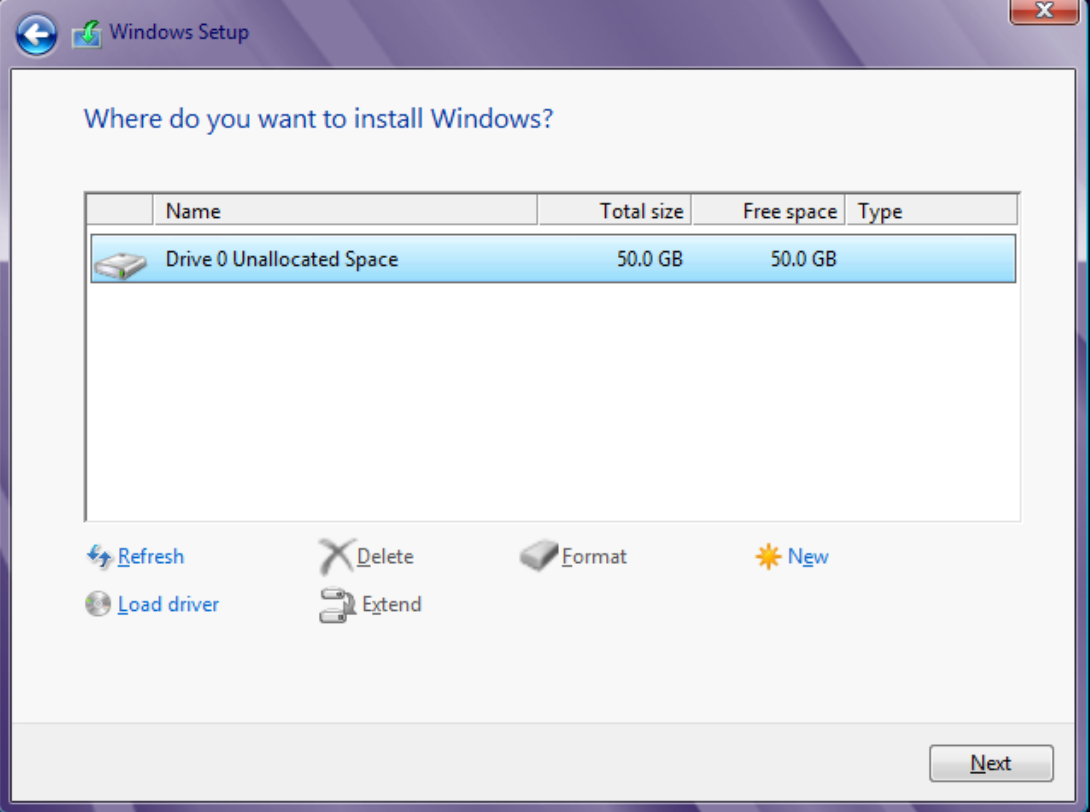 Windows Setup
Where do you want to install Windows?
Name Total size Free space Type
Drive 0 Unallocated Space 50.0 GB 50.0 GB
Refresh Delete Format New
Load driver Extend
Next